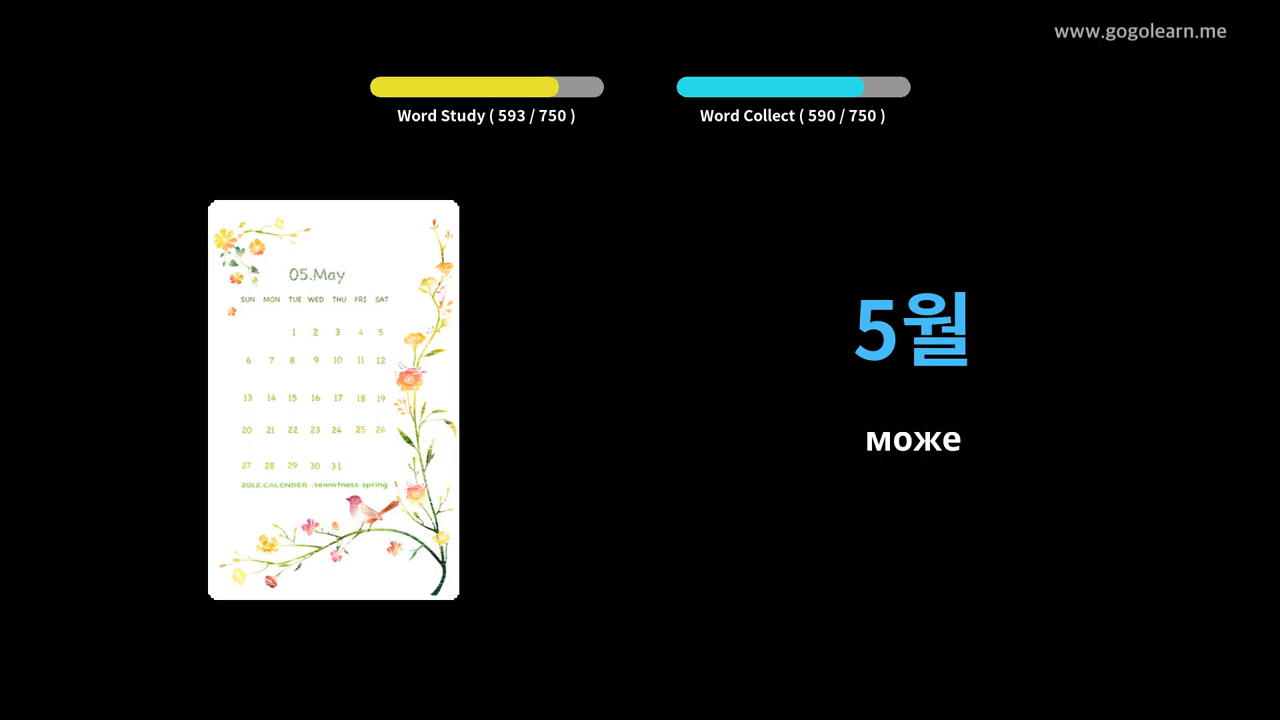 www.gogolearn.me
Word Study ( 593 / 750 )
Word Collect ( 590 / 750 )
05.May
SUN MON TUE WED THU FRI SAT
1 2 3 4 5
6 7 8 9 10 11 12
13 14 15 16 17 18 19
20 21 22 23 24 25 26
27 28 29 30 31
2012.CALENDER .sewwtness spring
5월
може